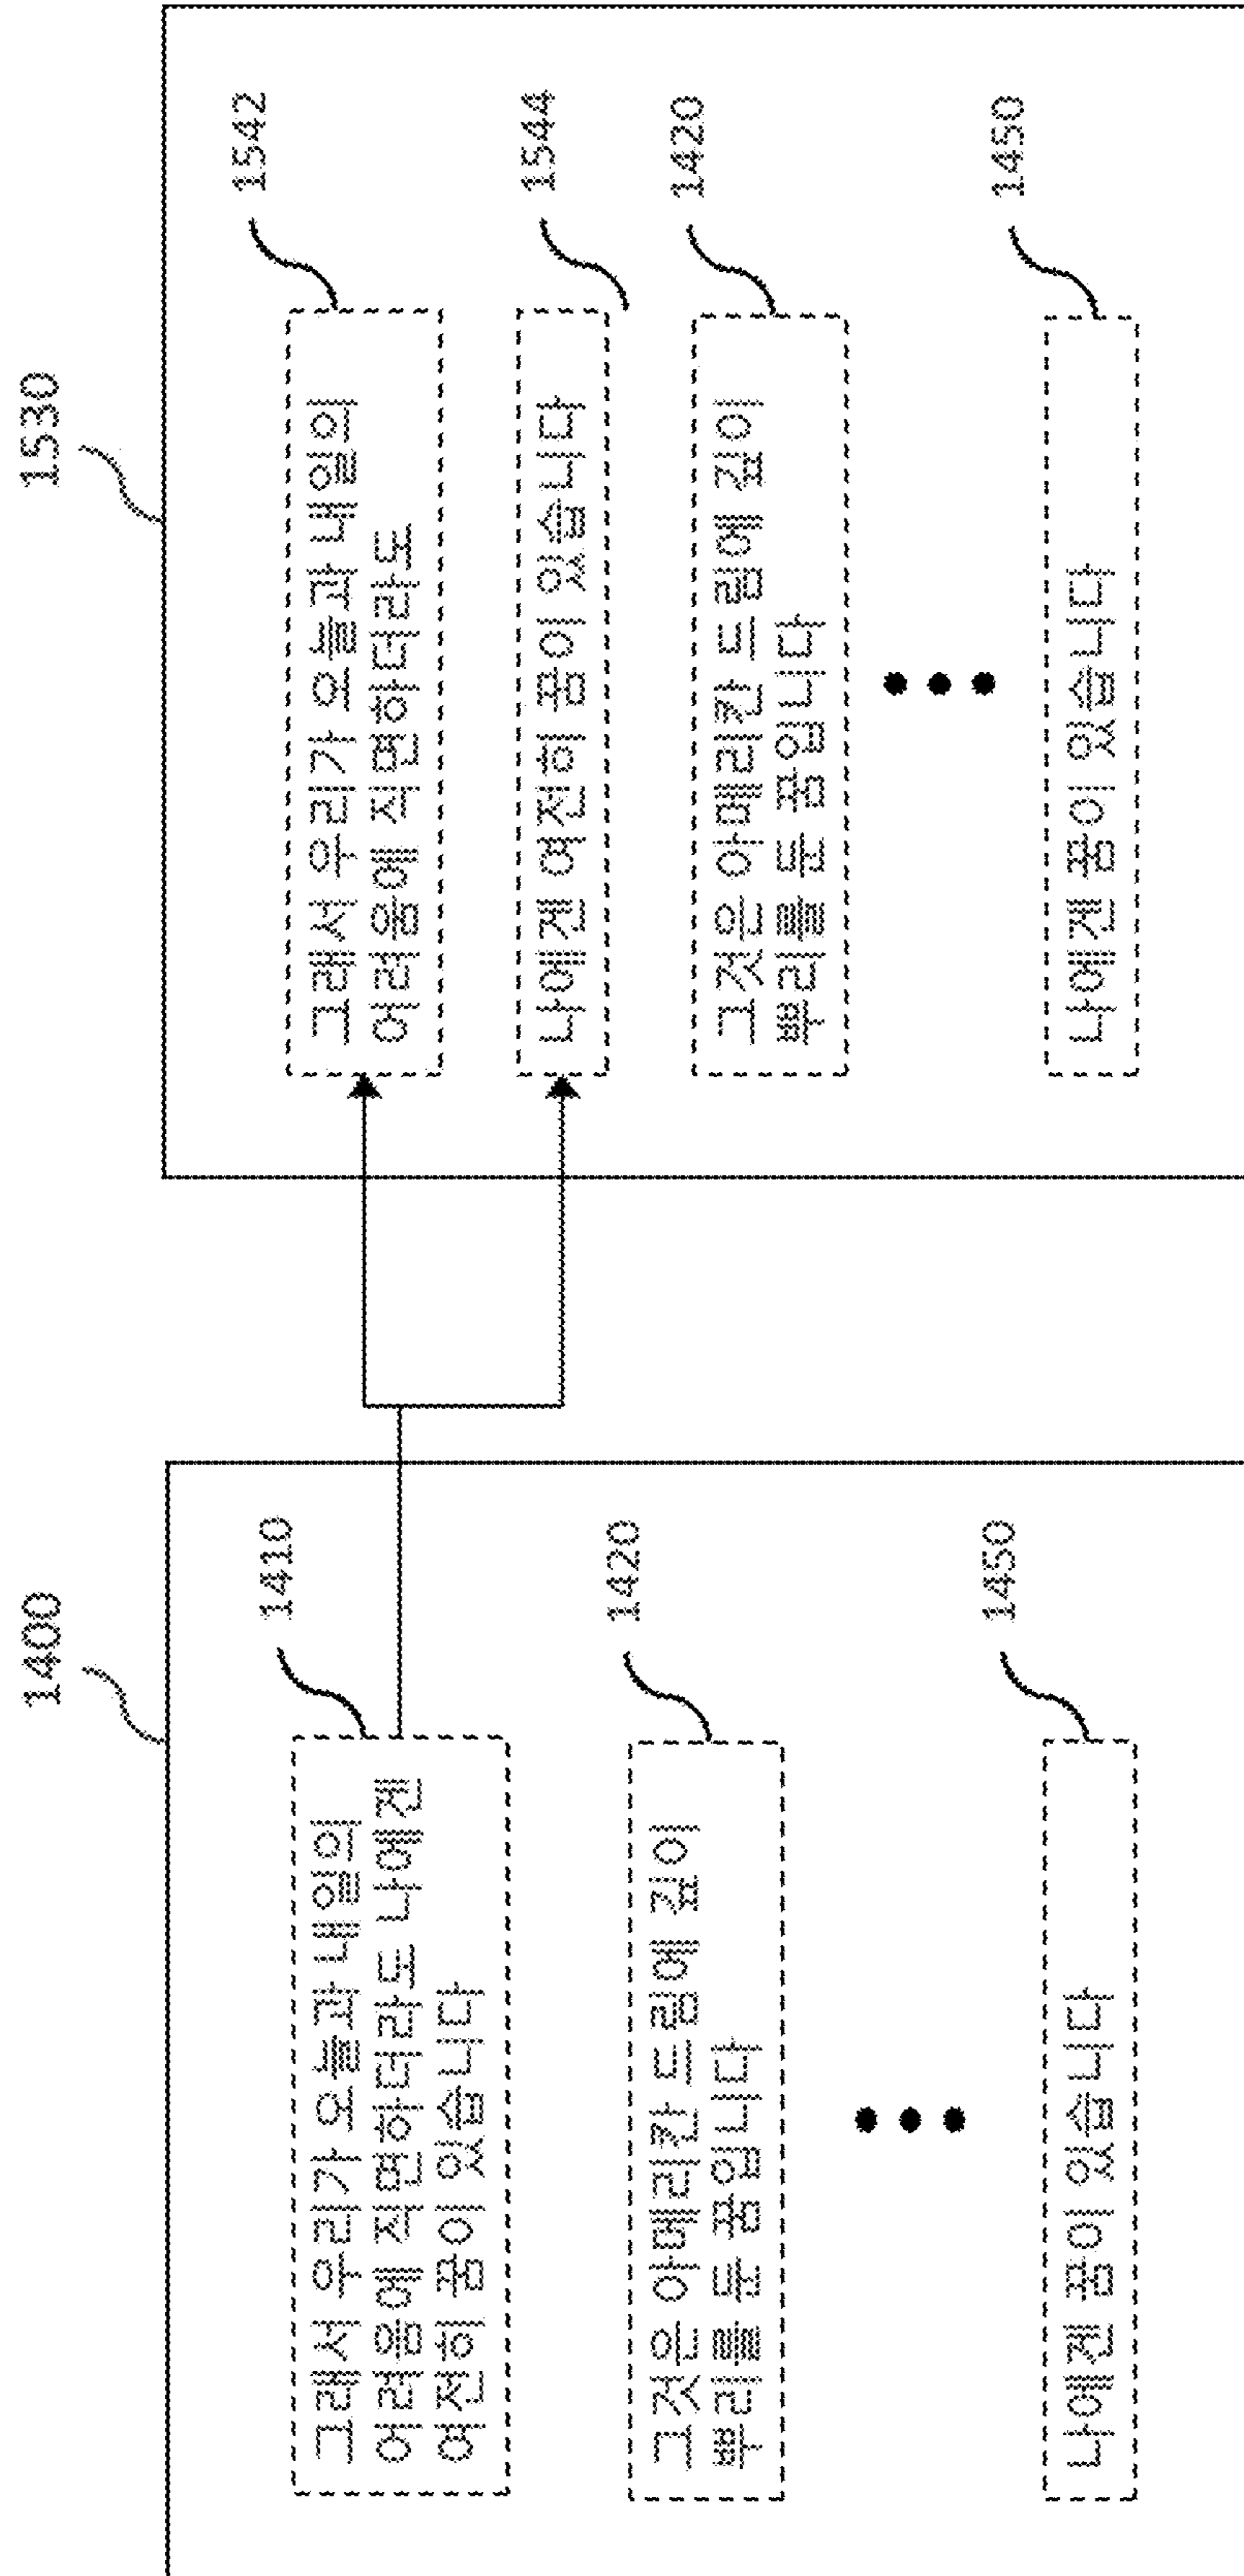 1400
1410
그래서 우리가 오늘과 내일의
어려움에 직면하더라도 나에겐
여전히 꿈이 있습니다
1420
그것은 아메리칸 드림에 깊이
뿌리를 둔 꿈입니다
1450
나에겐 꿈이 있습니다
1530
1542
그래서 우리가 오늘과 내일의
어려움에 직면하더라도
1544
나에겐 여전히 꿈이 있습니다
1420
그것은 아메리칸 드림에 깊이
뿌리를 둔 꿈입니다
1450
나에겐 꿈이 있습니다